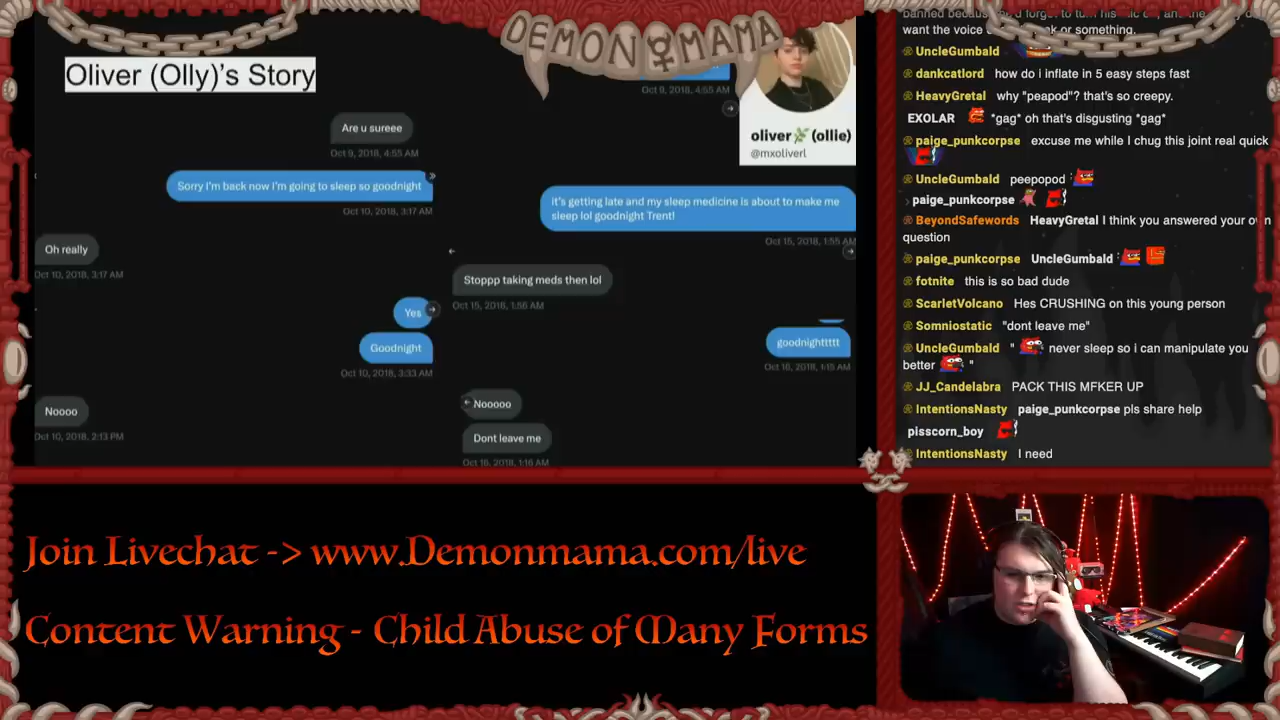 DEMON MAMA
Oliver (Olly)'s Story
Oct 9, 2018, 4:55 AM
Are u sureee
Oct 9, 2018, 4:55 AM
Sorry I'm back now I'm going to sleep so goodnight
Oct 10, 2018, 3:17 AM
Oh really
Oct 10, 2018, 3:17 AM
Yes
Goodnight
Oct 10, 2018, 3:33 AM
Noooo
Oct 10, 2018, 2:13 PM
oliver (ollie)
@mxoliverl
it's getting late and my sleep medicine is about to make me
sleep lol goodnight Trent!
Oct 15, 2018, 1:55 AM
Stoppp taking meds then lol
Oct 15, 2018, 1:56 AM
goodnighttttt
Oct 16, 2018, 1:15 AM
Nooooo
Dont leave me
Oct 16, 2018, 1:16 AM
want the voice or something.
UncleGumbald
dankcatlord how do i inflate in 5 easy steps fast
HeavyGretal why "peapod"? that's so creepy.
EXOLAR *gag* oh that's disgusting *gag*
paige_punkcorpse excuse me while I chug this joint real quick
UncleGumbald peepopod
paige_punkcorpse
BeyondSafewords HeavyGretal I think you answered your own
question
paige_punkcorpse UncleGumbald
fotnite this is so bad dude
ScarletVolcano Hes CRUSHING on this young person
Somniostatic "dont leave me"
UncleGumbald " never sleep so i can manipulate you
better "
JJ_Candelabra PACK THIS MFKER UP
IntentionsNasty paige_punkcorpse pls share help
pisscorn_boy
IntentionsNasty I need
Join Livechat -> www.Demonmama.com/live
Content Warning - Child Abuse of Many Forms